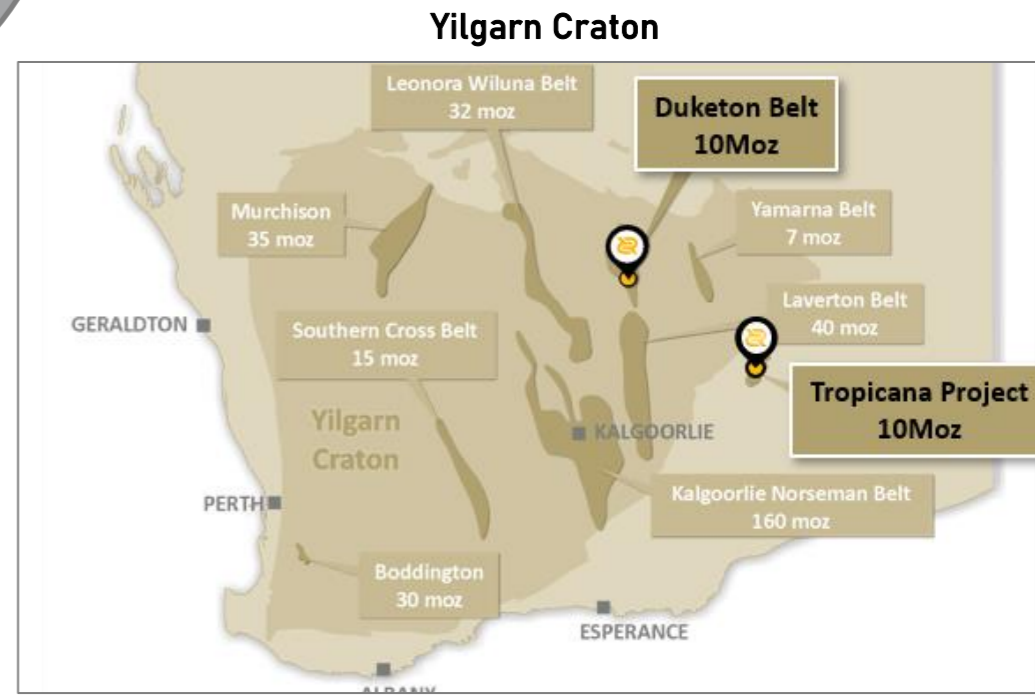 Yilgarn Craton
Leonora Wiluna Belt
32 moz
Duketon Belt
10Moz
Murchison
35 moz
Yamarna Belt
7 moz
GERALDTON
Laverton Belt
40 moz
Southern Cross Belt
15 moz
Tropicana Project
10Moz
Yilgarn
Craton
KALGOORLIE
PERTH
Kalgoorlie Norseman Belt
160 moz
Boddington
30 moz
ESPERANCE
ALBANY